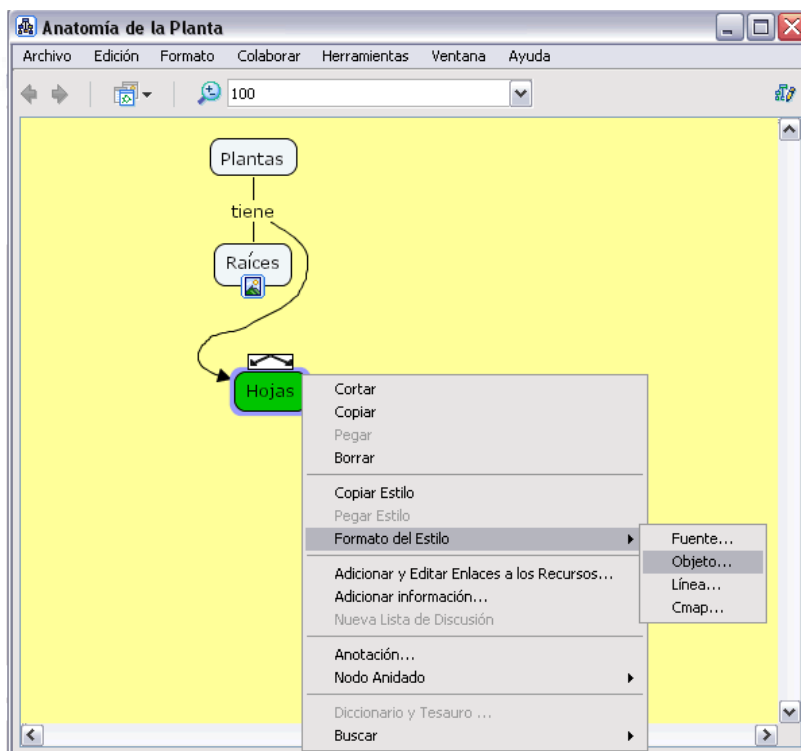 Anatomía de la Planta
Archivo Edición Formato Colaborar Herramientas Ventana Ayuda
100
Plantas
tiene
Raíces
Hojas
Cortar
Copiar
Pegar
Borrar
Copiar Estilo
Pegar Estilo
Formato del Estilo
Fuente...
Objeto...
Línea...
Cmap...
Adicionar y Editar Enlaces a los Recursos...
Adicionar información...
Nueva Lista de Discusión
Anotación...
Nodo Anidado
Diccionario y Tesauro ...
Buscar